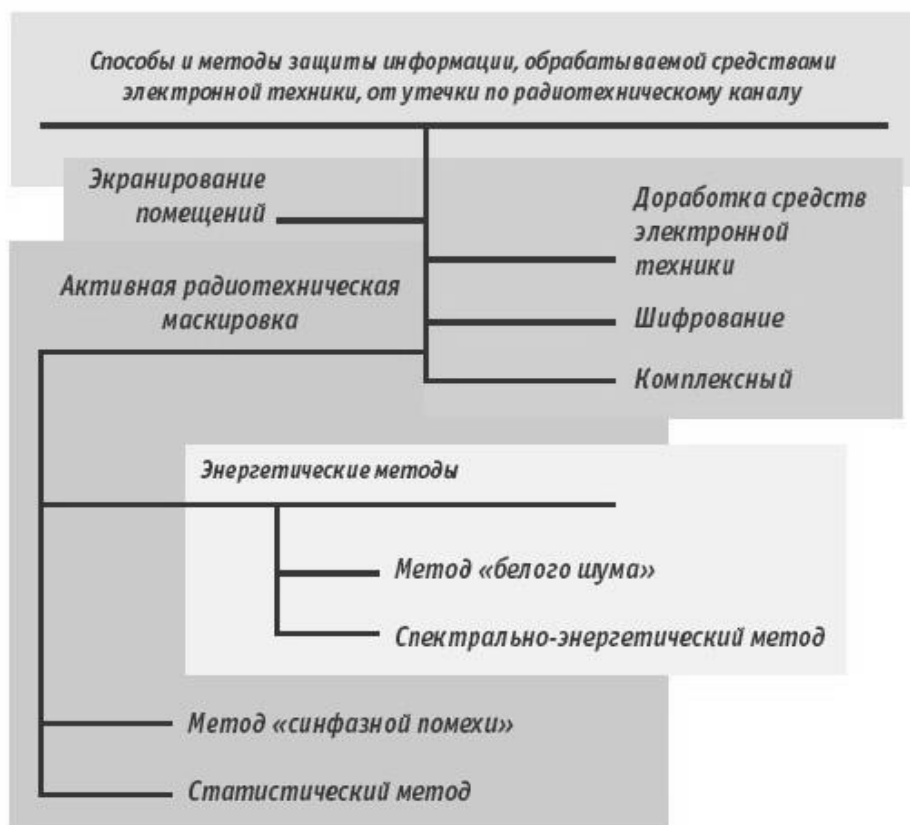 Способы и методы защиты информации, обрабатываемой средствами
электронной техники, от утечки по радиотехническому каналу
Экранирование
помещений
Доработка средств
электронной
техники
Активная радиотехническая
маскировка
Шифрование
Комплексный
Энергетические методы
Метод «белого шума»
Спектрально-энергетический метод
Метод «синфазной помехи»
Статистический метод